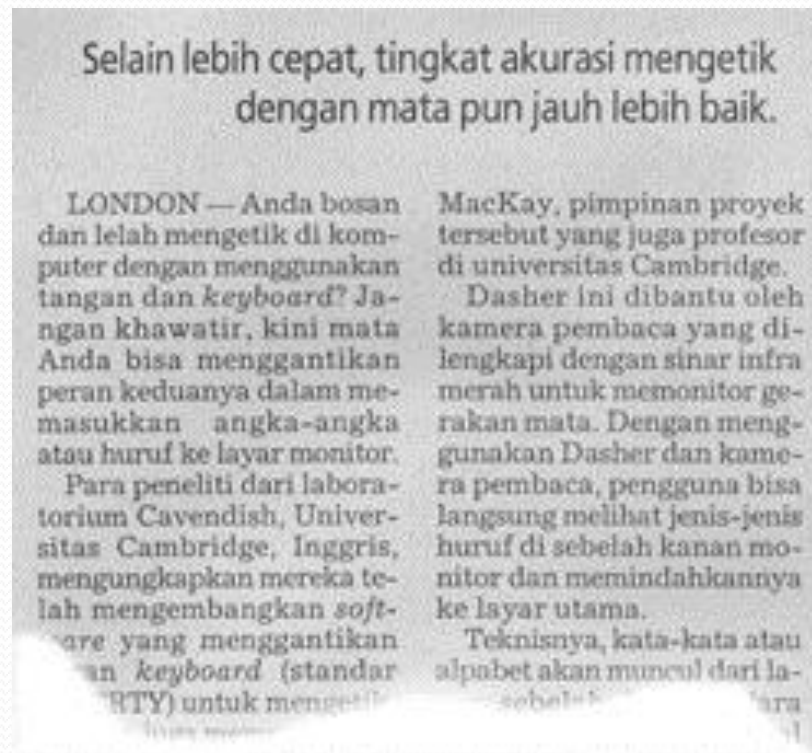 Selain lebih cepat, tingkat akurasi mengetik
dengan mata pun jauh lebih baik.
LONDON — Anda bosan
dan lelah mengetik di kom-
puter dengan menggunakan
tangan dan keyboard? Ja-
ngan khawatir, kini mata
Anda bisa menggantikan
peran keduanya dalam me-
masukkan angka-angka
atau huruf ke layar monitor.
Para peneliti dari labora-
torium Cavendish, Univer-
sitas Cambridge, Inggris,
mengungkapkan mereka te-
lah mengembangkan soft-
are yang menggantikan
an keyboard (standar
RTY) untuk mengeti
MacKay, pimpinan proyek
tersebut yang juga profesor
di universitas Cambridge.
Dasher ini dibantu oleh
kamera pembaca yang di-
lengkapi dengan sinar infra
merah untuk memonitor ge-
rakan mata. Dengan meng-
gunakan Dasher dan kame-
ra pembaca, pengguna bisa
langsung melihat jenis-jenis
huruf di sebelah kanan mo-
nitor dan memindahkannya
ke layar utama.
Teknisnya, kata-kata atau
alpabet akan muncul dari la-
sebelah